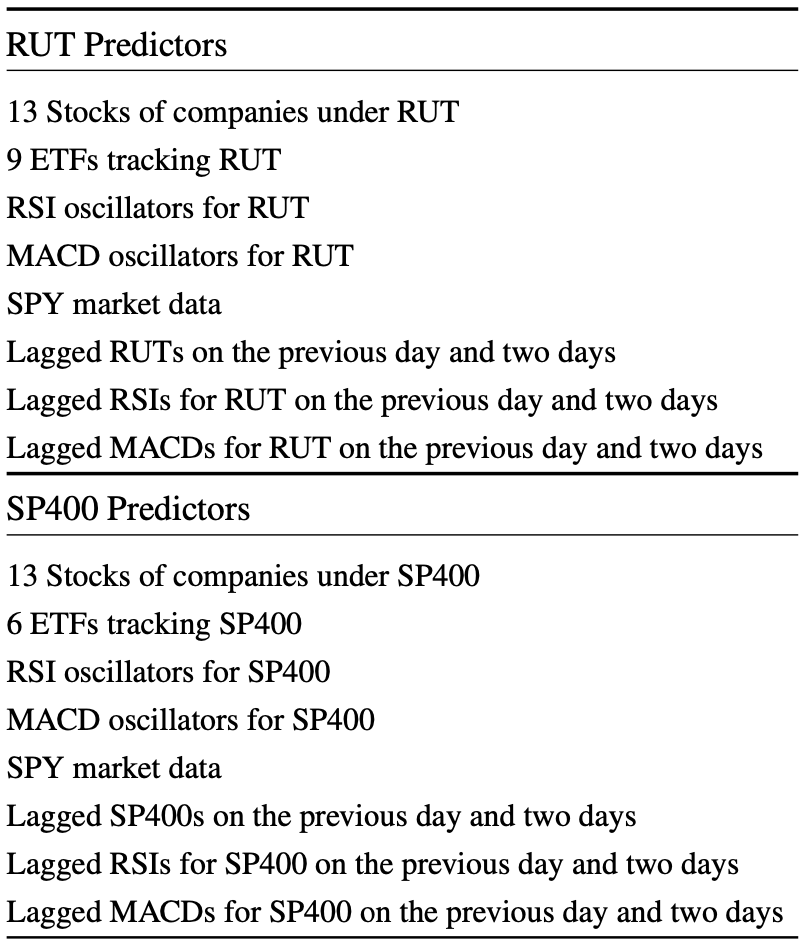 RUT Predictors
13 Stocks of companies under RUT
9 ETFs tracking RUT
RSI oscillators for RUT
MACD oscillators for RUT
SPY market data
Lagged RUTs on the previous day and two days
Lagged RSIs for RUT on the previous day and two days
Lagged MACDs for RUT on the previous day and two days
SP400 Predictors
13 Stocks of companies under SP400
6 ETFs tracking SP400
RSI oscillators for SP400
MACD oscillators for SP400
SPY market data
Lagged SP400s on the previous day and two days
Lagged RSIs for SP400 on the previous day and two days
Lagged MACDs for SP400 on the previous day and two days